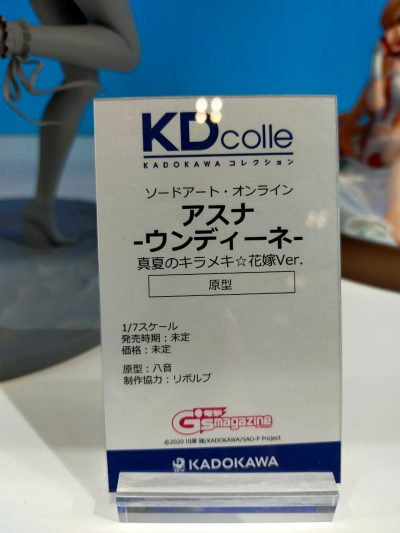 KDcolle
KADOKAWA コレクション
ソードアート・オンライン
アスナ
-ウンディーネ-
真夏のキラメキ☆花嫁Ver.
原型
1/7スケール
発売時期：未定
価格：未定
原型：八音
制作協力：リボルブ
G'smagazine
©2020 川原 礫/KADOKAWA/SAO-P Project
KADOKAWA